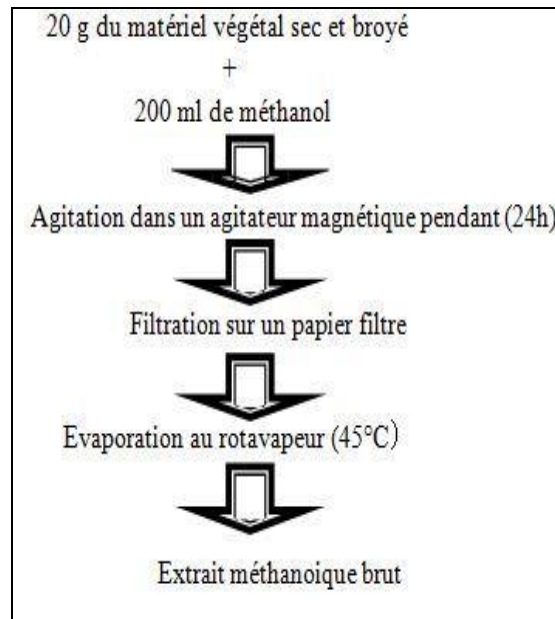 20 g du matériel végétal sec et broyé
+
200 ml de méthanol
Agitation dans un agitateur magnétique pendant (24h)
Filtration sur un papier filtre
Evaporation au rotavapeur (45°C)
Extrait méthanoique brut